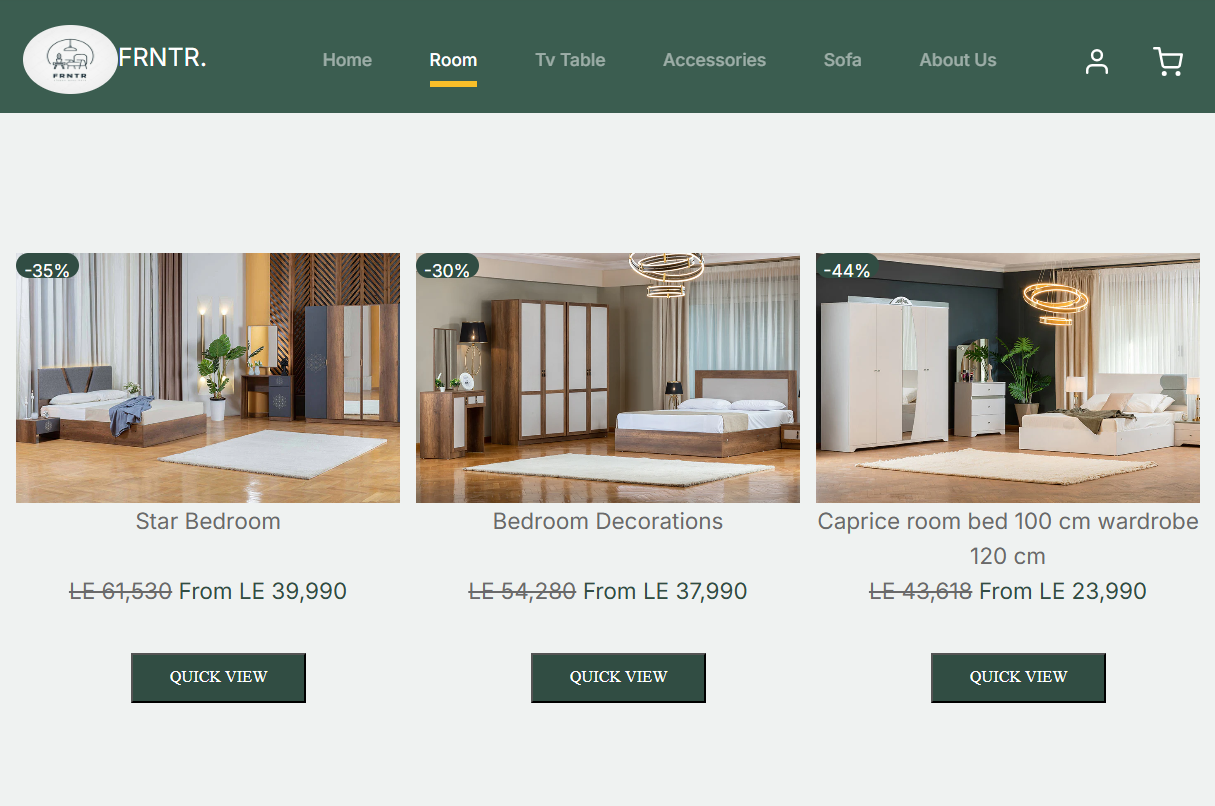 FRNTR
FRNTR.
Home
Room
Tv Table
Accessories
Sofa
About Us
-35%
-30%
-44%
Star Bedroom
Bedroom Decorations
Caprice room bed 100 cm wardrobe
120 cm
LE 61,530 From LE 39,990
LE 54,280 From LE 37,990
LE 43,618 From LE 23,990
QUICK VIEW
QUICK VIEW
QUICK VIEW